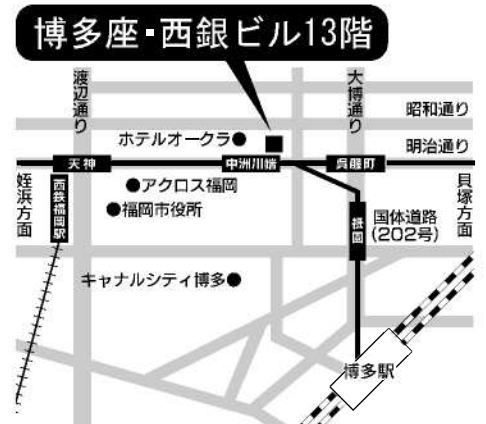 博多座・西銀ビル13階
渡辺通り
大博通り
昭和通り
ホテルオークラ
明治通り
天神
中洲川端
呉服町
姪浜方面
西鉄福岡駅
アクロス福岡
福岡市役所
祇園
国体道路
(202号)
貝塚方面
キャナルシティ博多
博多駅